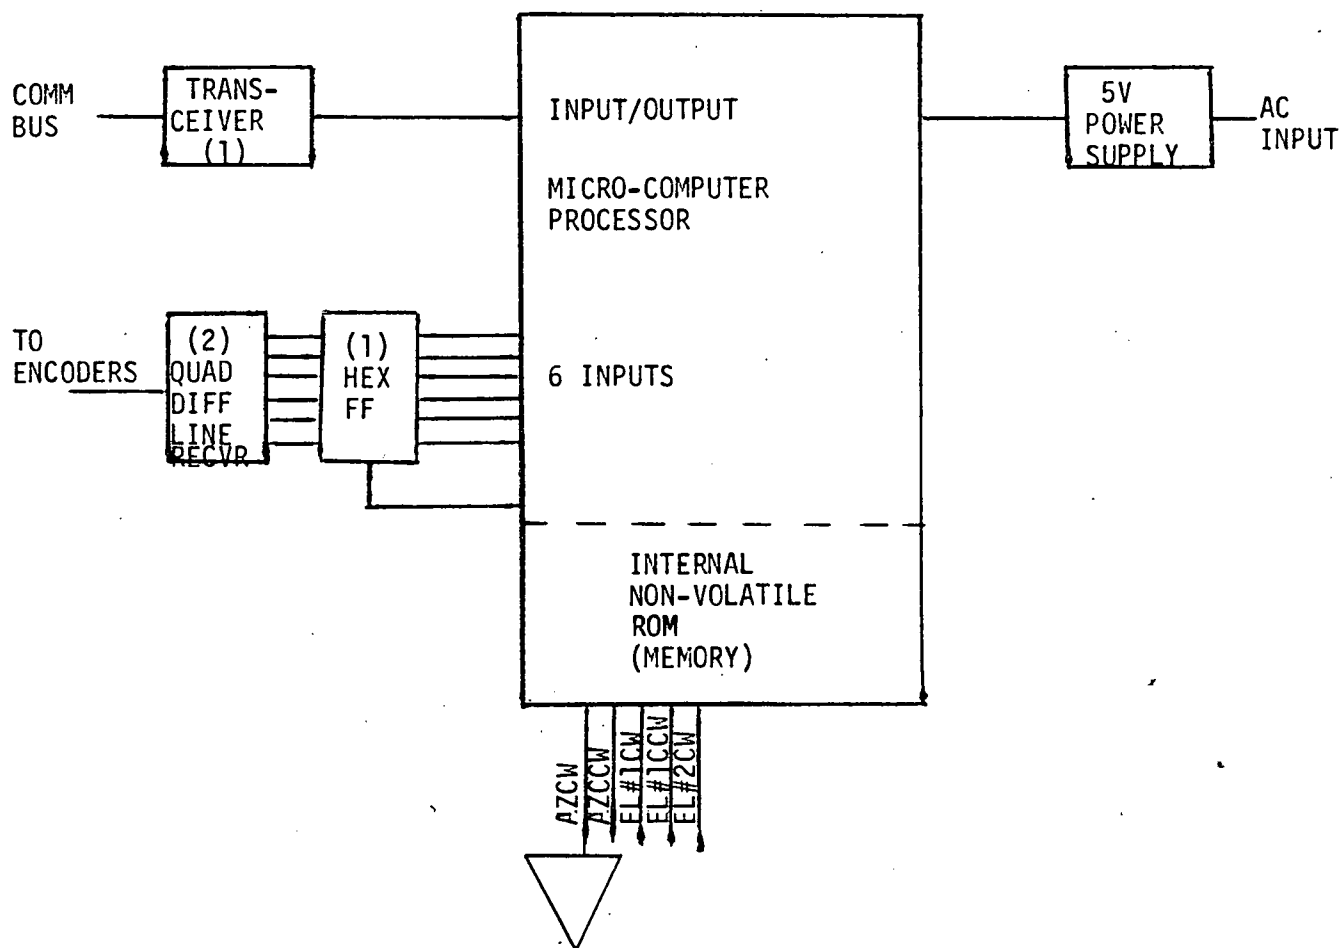 COMM
BUS
TRANS-
CEIVER
(1)
INPUT/OUTPUT
MICRO-COMPUTER
PROCESSOR
5V
POWER
SUPPLY
AC
INPUT
TO
ENCODERS
(2)
QUAD
DIFF
LINE
RECVR
(1)
HEX
FF
6 INPUTS
INTERNAL
NON-VOLATILE
ROM
(MEMORY)
AZCW
AZCCW
EL#1CW
EL#1CCW
EL#2CW